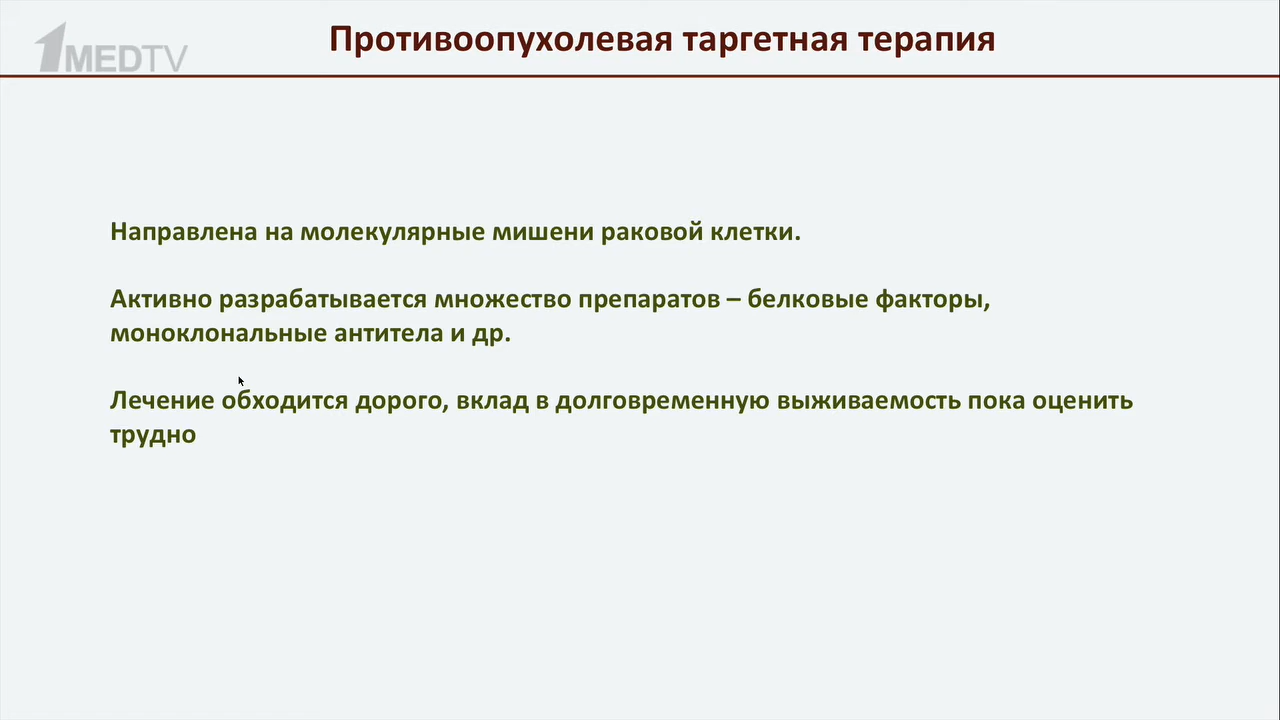 1MEDTV
Противоопухолевая таргетная терапия
Направлена на молекулярные мишени раковой клетки.
Активно разрабатывается множество препаратов – белковые факторы,
моноклональные антитела и др.
Лечение обходится дорого, вклад в долговременную выживаемость пока оценить
трудно